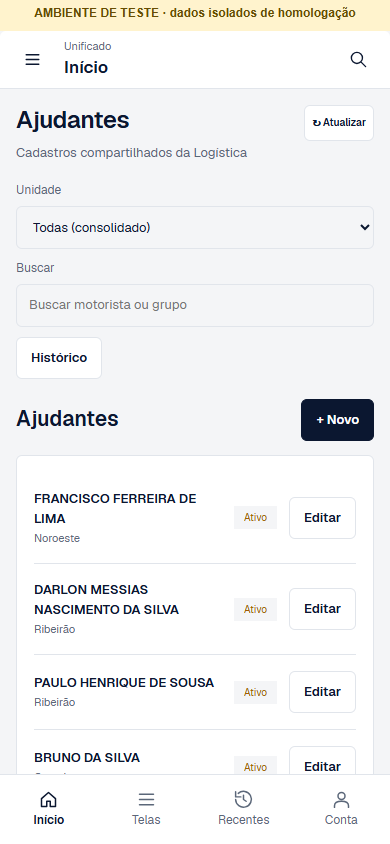 AMBIENTE DE TESTE · dados isolados de homologação
Unificado
Início
Ajudantes
↻ Atualizar
Cadastros compartilhados da Logística
Unidade
Todas (consolidado)
Buscar
Buscar motorista ou grupo
Histórico
Ajudantes
+ Novo
FRANCISCO FERREIRA DE
LIMA
Noroeste
Ativo
Editar
DARLON MESSIAS
NASCIMENTO DA SILVA
Ribeirão
Ativo
Editar
PAULO HENRIQUE DE SOUSA
Ribeirão
Ativo
Editar
BRUNO DA SILVA
Ativo
Editar
Início
Telas
Recentes
Conta